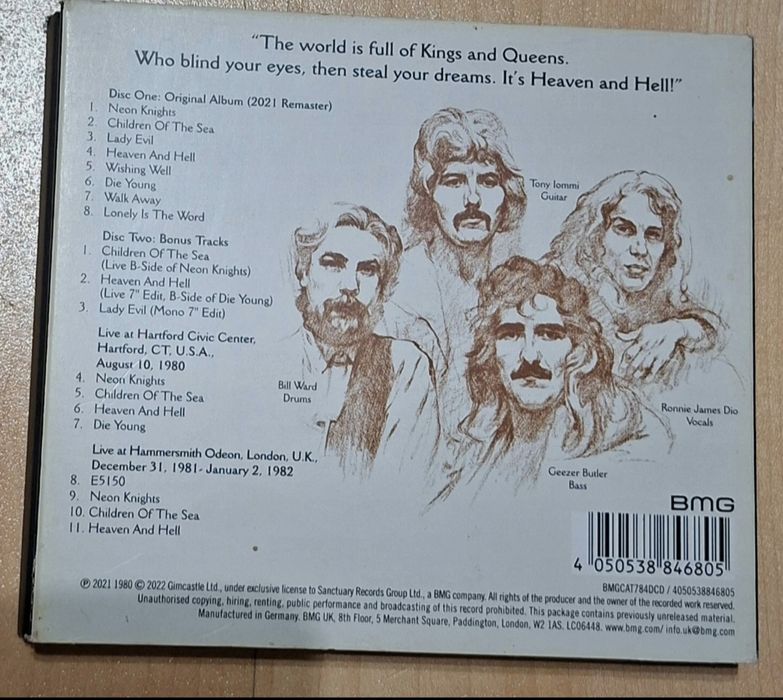 “The world is full of Kings and Queens.
Who blind your eyes, then steal your dreams. It's Heaven and Hell!”
Disc One: Original Album (2021 Remaster)
1. Neon Knights
2. Children Of The Sea
3. Lady Evil
4. Heaven And Hell
5. Wishing Well
6. Die Young
7. Walk Away
8. Lonely Is The Word
Disc Two: Bonus Tracks
1. Children Of The Sea
(Live B-Side of Neon Knights)
2. Heaven And Hell
(Live 7" Edit, B-Side of Die Young)
3. Lady Evil (Mono 7" Edit)
Live at Hartford Civic Center,
Hartford, CT, U.S.A.,
August 10, 1980
4. Neon Knights
5. Children Of The Sea
6. Heaven And Hell
7. Die Young
Live at Hammersmith Odeon, London, U.K.,
December 31, 1981- January 2, 1982
8. E5150
9. Neon Knights
10. Children Of The Sea
11. Heaven And Hell
Tony Iommi
Guitar
Bill Ward
Drums
Ronnie James Dio
Vocals
Geezer Butler
Bass
BMG
4 050538 846805
BMGCAT784DCD / 4050538846805
℗ 2021 1980 © 2022 Gimcastle Ltd., under exclusive license to Sanctuary Records Group Ltd., a BMG company. All rights of the producer and the owner of the recorded work reserved.
Unauthorised copying, hiring, renting, public performance and broadcasting of this record prohibited. This package contains previously unreleased material.
Manufactured in Germany. BMG UK, 8th Floor, 5 Merchant Square, Paddington, London, W2 1AS. LC06448. www.bmg.com/ info.uk@bmg.com